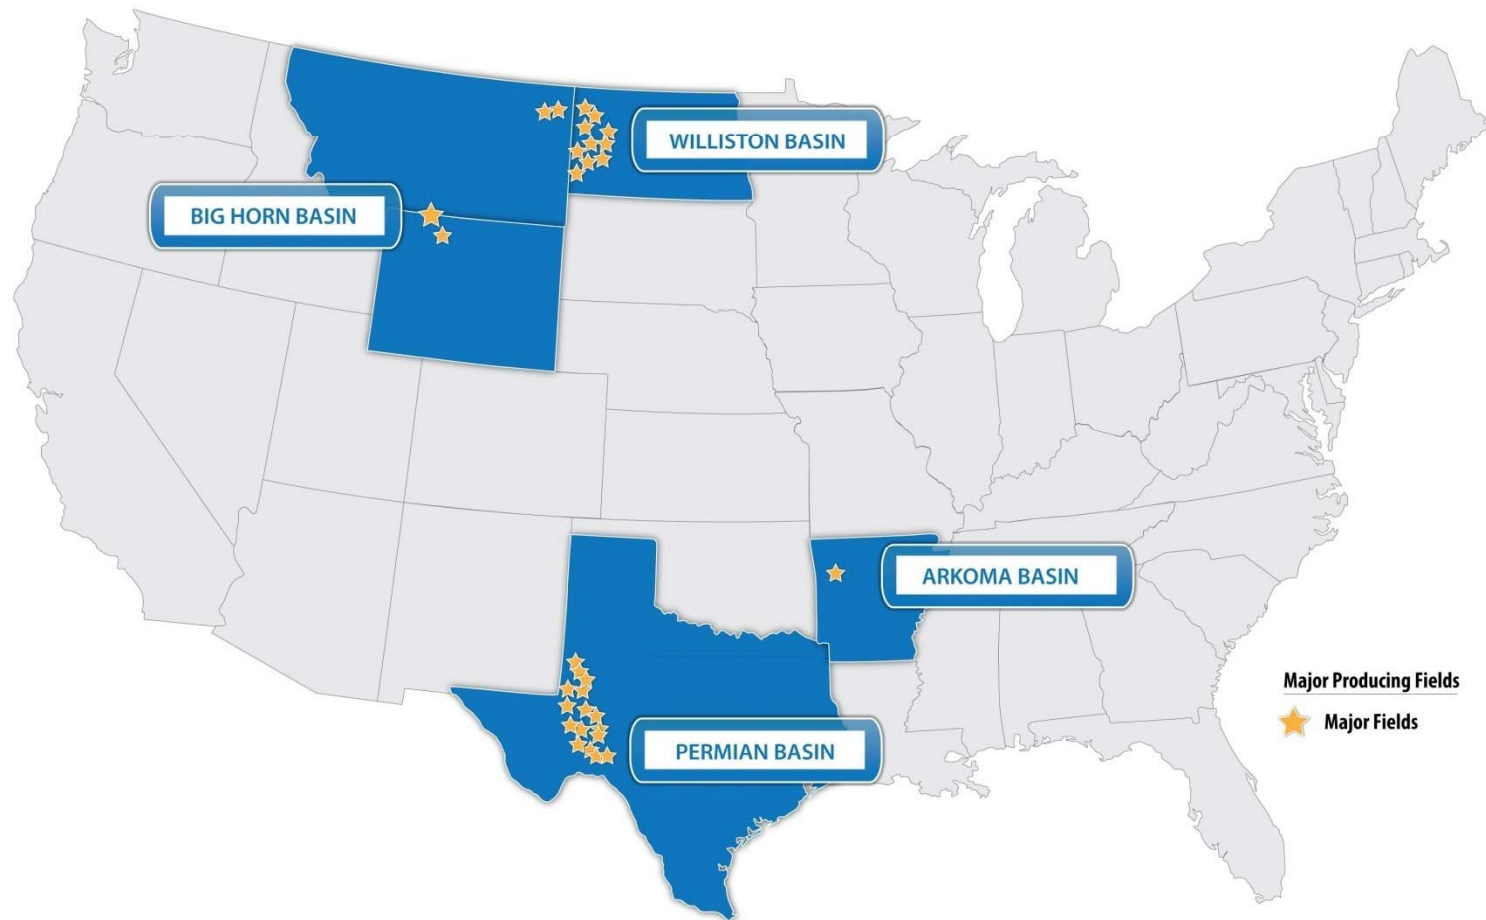 WILLISTON BASIN
BIG HORN BASIN
ARKOMA BASIN
PERMIAN BASIN
Major Producing Fields
Major Fields